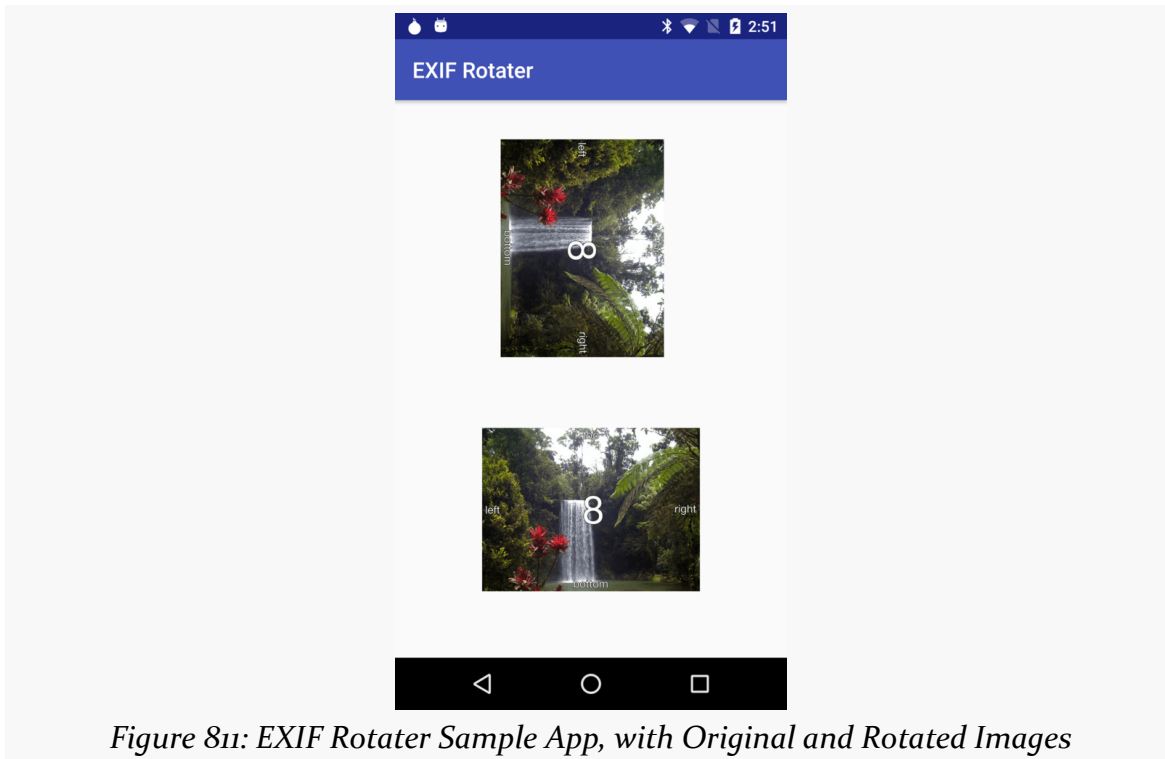 2:51
EXIF Rotater
left
8
bottom
right
8
left
right
bottom
Figure 811: EXIF Rotater Sample App, with Original and Rotated Images